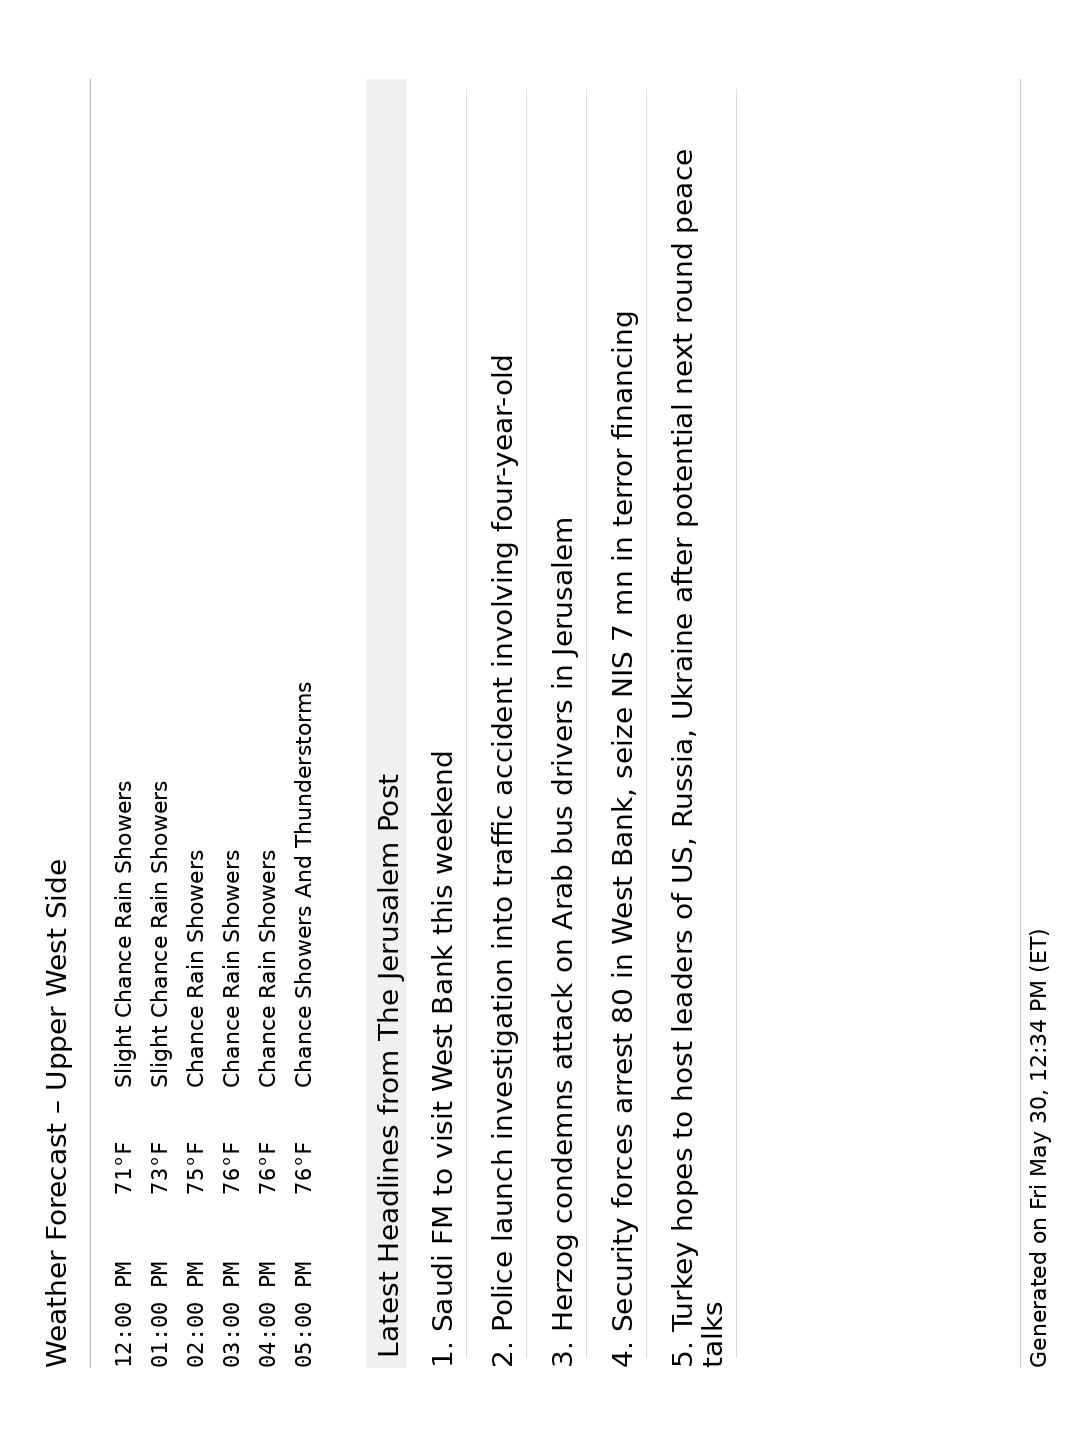 Weather Forecast – Upper West Side
12:00 PM 71°F Slight Chance Rain Showers
01:00 PM 73°F Slight Chance Rain Showers
02:00 PM 75°F Chance Rain Showers
03:00 PM 76°F Chance Rain Showers
04:00 PM 76°F Chance Rain Showers
05:00 PM 76°F Chance Showers And Thunderstorms
Latest Headlines from The Jerusalem Post
1. Saudi FM to visit West Bank this weekend
2. Police launch investigation into traffic accident involving four-year-old
3. Herzog condemns attack on Arab bus drivers in Jerusalem
4. Security forces arrest 80 in West Bank, seize NIS 7 mn in terror financing
5. Turkey hopes to host leaders of US, Russia, Ukraine after potential next round peace
talks
Generated on Fri May 30, 12:34 PM (ET)